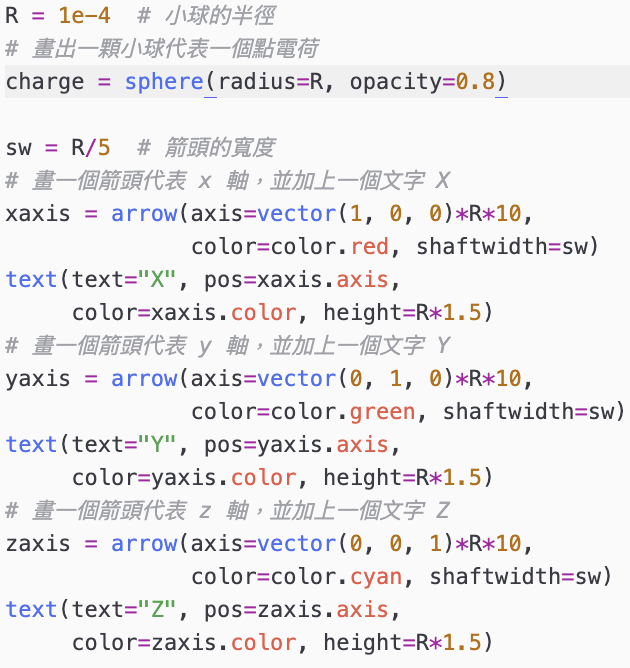 R = 1e-4  # 小球的半徑
# 畫出一顆小球代表一個點電荷
charge = sphere(radius=R, opacity=0.8)

sw = R/5  # 箭頭的寬度
# 畫一個箭頭代表 x 軸，並加上一個文字 X
xaxis = arrow(axis=vector(1, 0, 0)*R*10,
              color=color.red, shaftwidth=sw)
text(text="X", pos=xaxis.axis,
     color=xaxis.color, height=R*1.5)
# 畫一個箭頭代表 y 軸，並加上一個文字 Y
yaxis = arrow(axis=vector(0, 1, 0)*R*10,
              color=color.green, shaftwidth=sw)
text(text="Y", pos=yaxis.axis,
     color=yaxis.color, height=R*1.5)
# 畫一個箭頭代表 z 軸，並加上一個文字 Z
zaxis = arrow(axis=vector(0, 0, 1)*R*10,
              color=color.cyan, shaftwidth=sw)
text(text="Z", pos=zaxis.axis,
     color=zaxis.color, height=R*1.5)